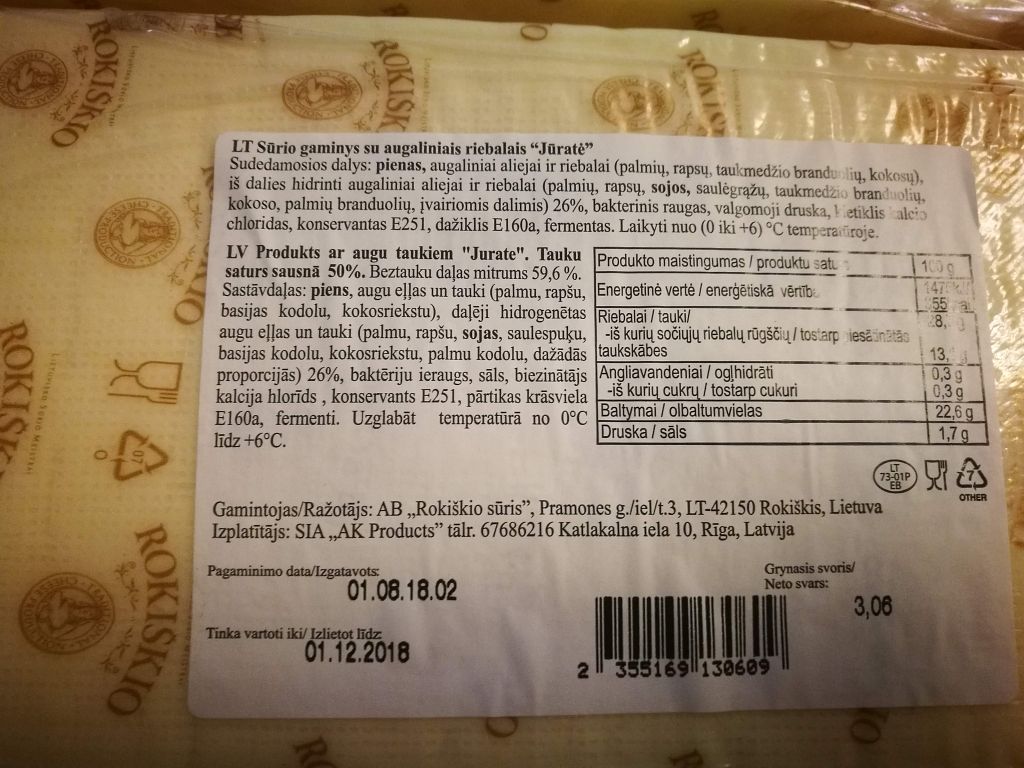 ROKIŠKIO
ROKIŠKIO
LT Sūrio gaminys su augaliniais riebalais “Jūratė”
Sudedamosios dalys: pienas, augaliniai aliejai ir riebalai (palmių, rapsų, taukmedžio branduolių, kokosų),
iš dalies hidrinti augaliniai aliejai ir riebalai (palmių, rapsų, sojos, saulėgrąžų, taukmedžio branduolių,
kokoso, palmių branduolių, įvairiomis dalimis) 26%, bakterinis raugas, valgomoji druska, kalcio
chloridas, konservantas E251, dažiklis E160a, fermentas. Laikyti nuo (0 iki +6) °C temperatūroje.
LV Produkts ar augu taukiem "Jurate". Tauku
saturs sausnā 50%. Beztauku daļas mitrums 59,6 %.
Sastāvdaļas: piens, augu eļļas un tauki (palmu, rapšu,
basijas kodolu, kokosriekstu), daļēji hidrogenētas
augu eļļas un tauki (palmu, rapšu, sojas, saulespuķu,
basijas kodolu, kokosriekstu, palmu kodolu, dažādās
proporcijās) 26%, baktēriju ieraugs, sāls, biezinātājs
kalcija hlorīds , konservants E251, pārtikas krāsviela
E160a, fermenti. Uzglabāt temperatūrā no 0°C
līdz +6°C.
Produkto maistingumas / produktu 100 g
Energetinė vertė / enerģētiskā vērtība
Riebalai / tauki/
-iš kurių sočiųjų riebalų rūgščių / tostarp piesātinātās
taukskābes
Angliavandeniai / ogļhidrāti 0,3 g
-iš kurių cukrų / tostarp cukuri 0,3 g
Baltymai / olbaltumvielas 22,6 g
Druska / sāls 1,7 g
LT
73-01P
EB
7
OTHER
Gamintojas/Ražotājs: AB „Rokiškio sūris”, Pramones g./iel/t.3, LT-42150 Rokiškis, Lietuva
Izplatītājs: SIA „AK Products” tālr. 67686216 Katlakalna iela 10, Rīga, Latvija
Pagaminimo data/Izgatavots:
01.08.18.02
Tinka vartoti iki/ Izlietot līdz:
01.12.2018
Grynasis svoris/
Neto svars:
3,06
2 355169 130609
ROKIŠK
07
O
ROKIŠKIO